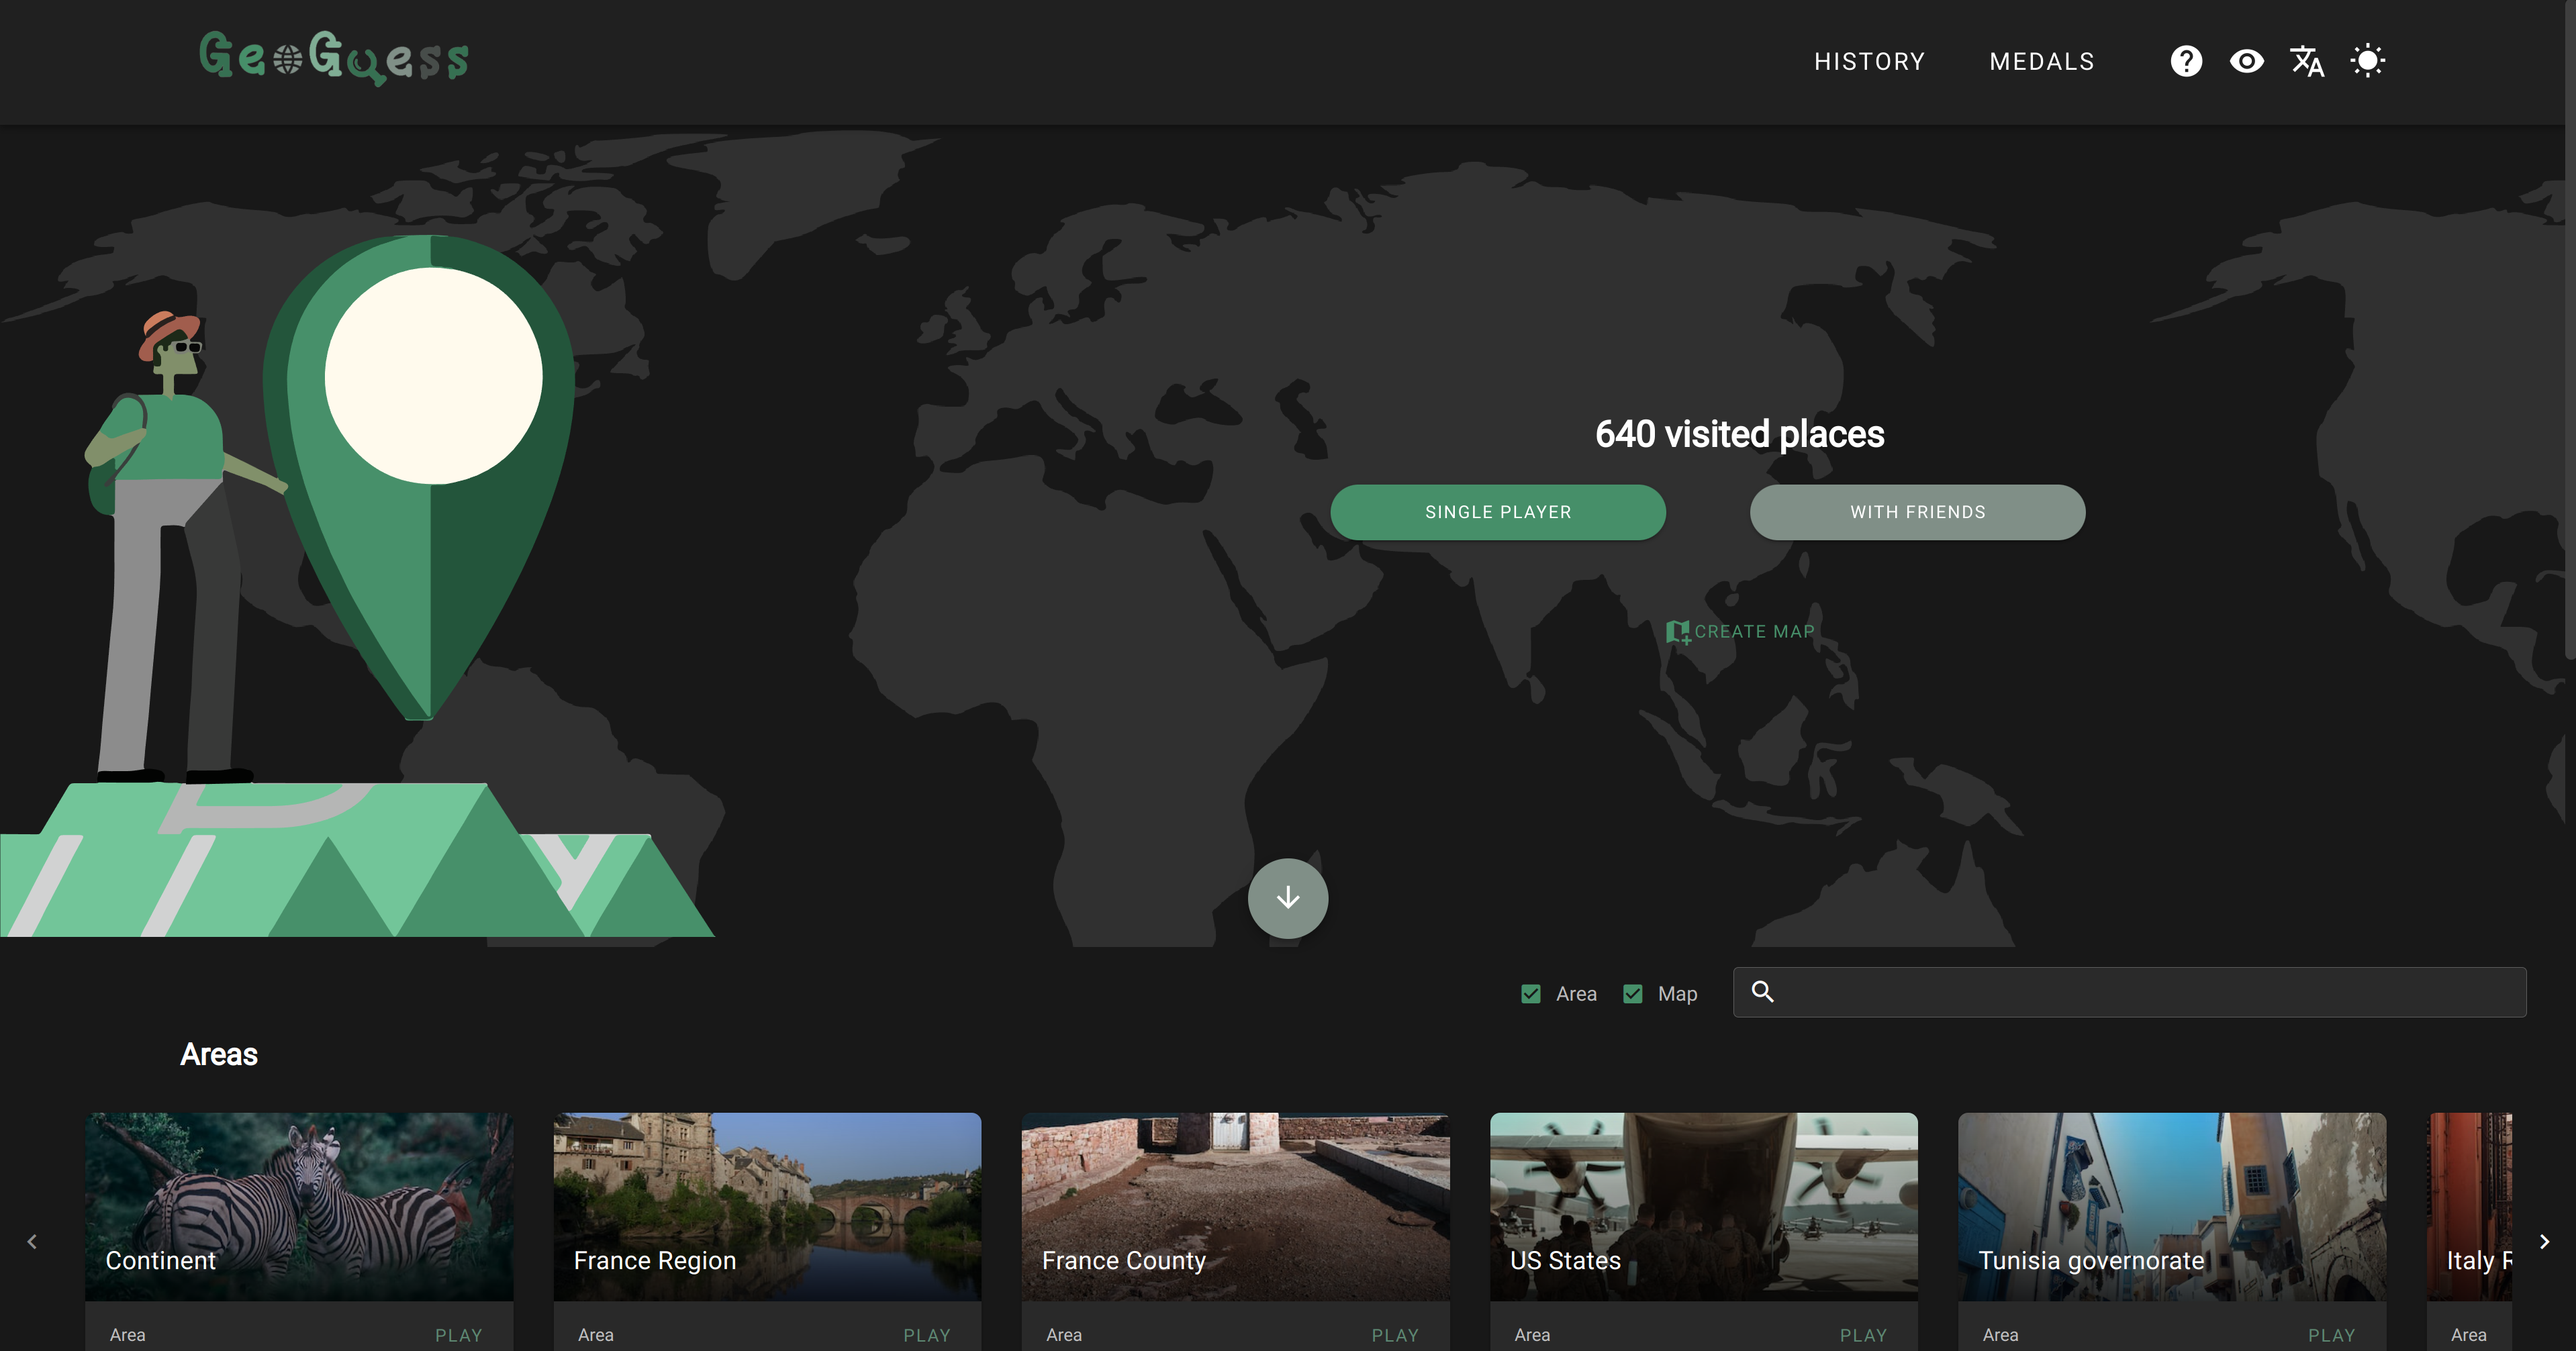 GeoGuess
HISTORY
MEDALS
640 visited places
SINGLE PLAYER
WITH FRIENDS
CREATE MAP
Area
Map
Areas
Continent
France Region
France County
US States
Tunisia governorate
Italy R
Area
PLAY
Area
PLAY
Area
PLAY
Area
PLAY
Area
PLAY
Area